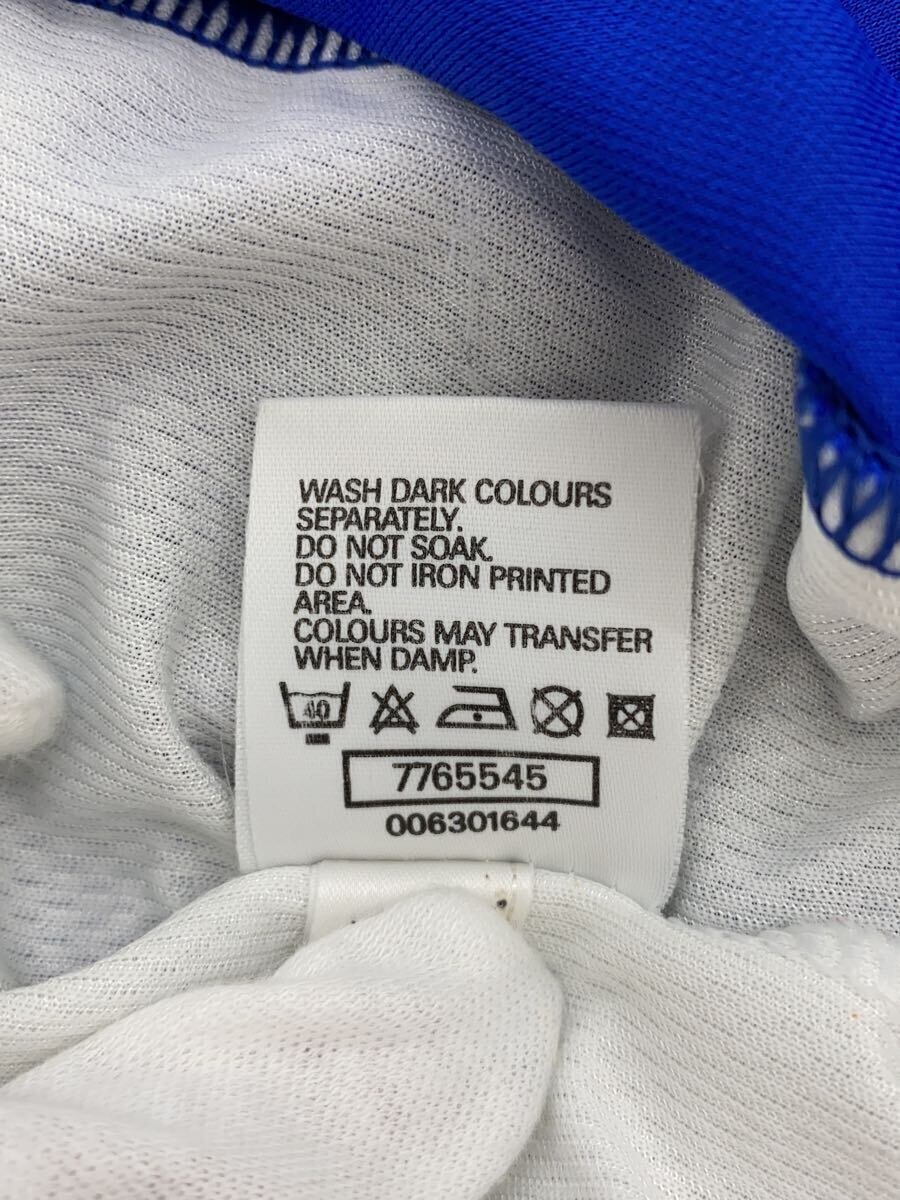 WASH DARK COLOURS
SEPARATELY.
DO NOT SOAK.
DO NOT IRON PRINTED
AREA.
COLOURS MAY TRANSFER
WHEN DAMP.
40
7765545
006301644